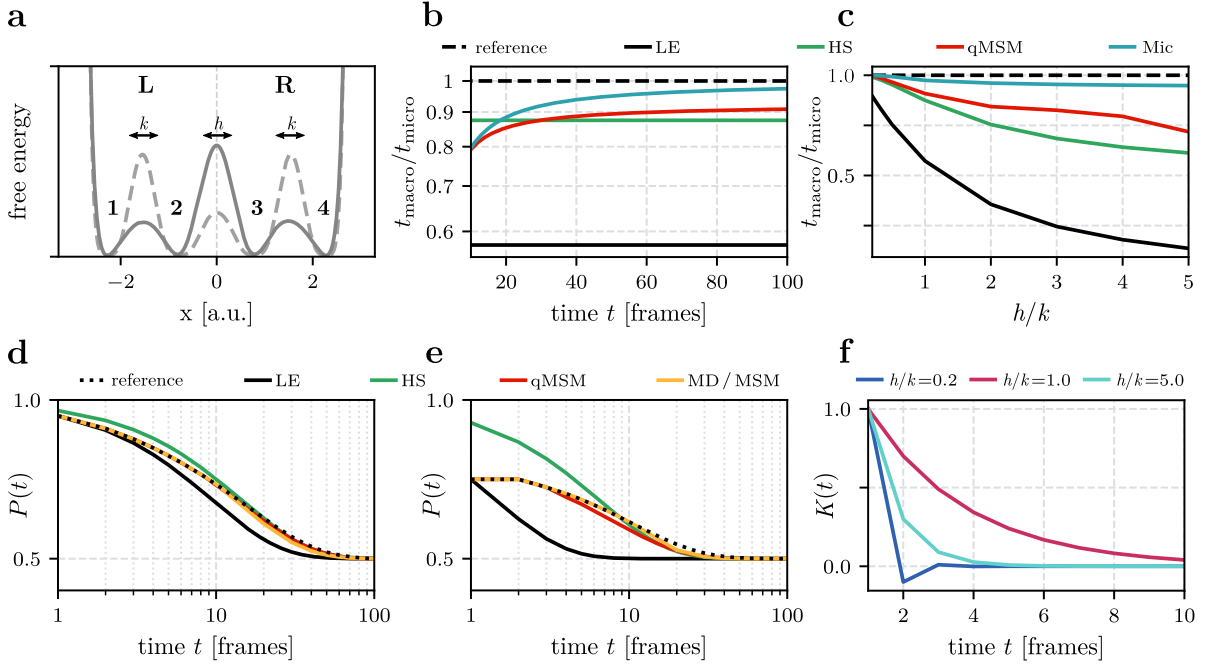 a
L
R
k
h
k
1
2
3
4
free energy
−2
0
2
x [a.u.]
b
c
reference
LE
HS
qMSM
Mic
t_macro/t_micro
1
0.9
0.8
0.7
0.6
20
40
60
80
100
time t [frames]
t_macro/t_micro
1.0
0.5
1
2
3
4
5
h/k
d
e
reference
LE
HS
qMSM
MD / MSM
P(t)
1.0
0.5
1
10
100
time t [frames]
P(t)
1.0
0.5
1
10
100
time t [frames]
f
h/k=0.2
h/k=1.0
h/k=5.0
K(t)
1.0
0.0
2
4
6
8
10
time t [frames]